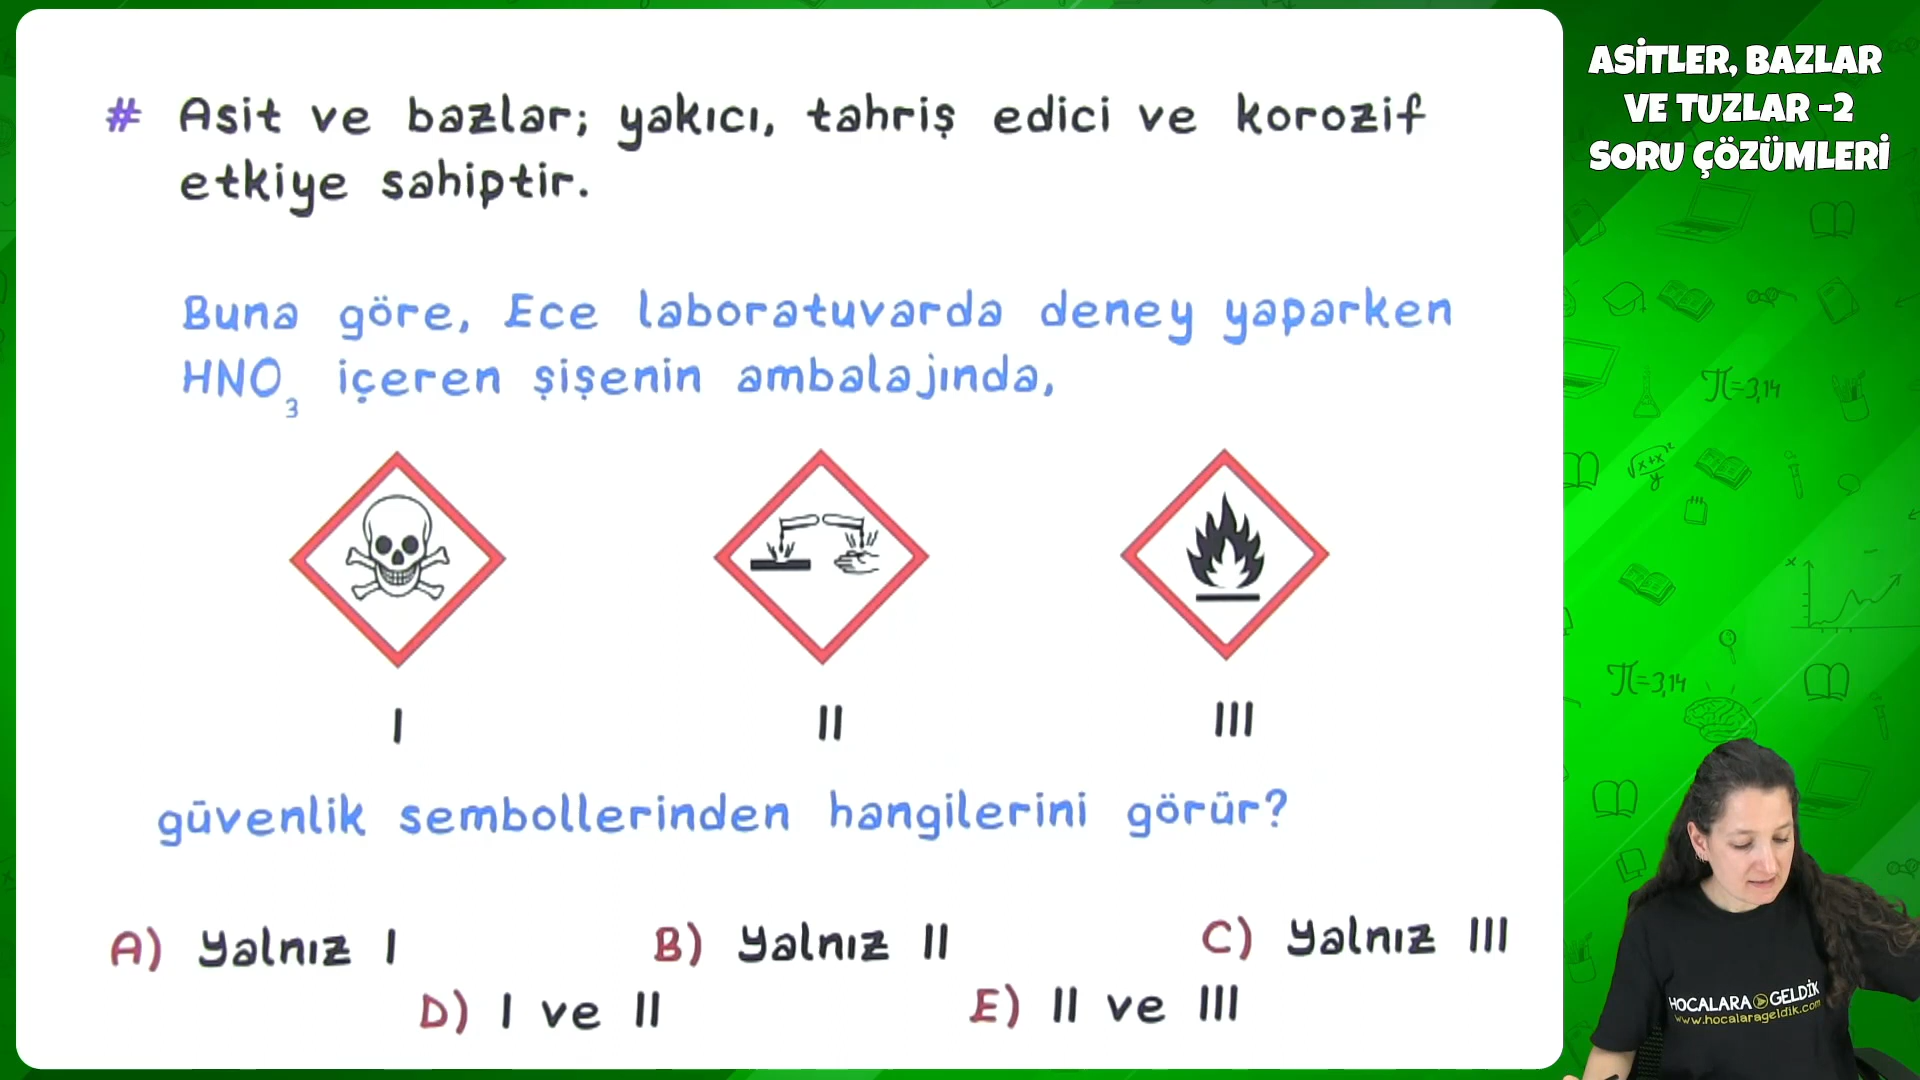 # Asit ve bazlar; yakıcı, tahriş edici ve korozif
etkiye sahiptir.
Buna göre, Ece laboratuvarda deney yaparken
HNO₃ içeren şişenin ambalajında,
I
II
III
güvenlik sembollerinden hangilerini görür?
A) Yalnız I
B) Yalnız II
C) Yalnız III
D) I ve II
E) II ve III
ASİTLER, BAZLAR
VE TUZLAR -2
SORU ÇÖZÜMLERİ
π=3,14
√(x+x)²
y
x
π=3,14
HOCALARA GELDİK
www.hocalarageldik.com